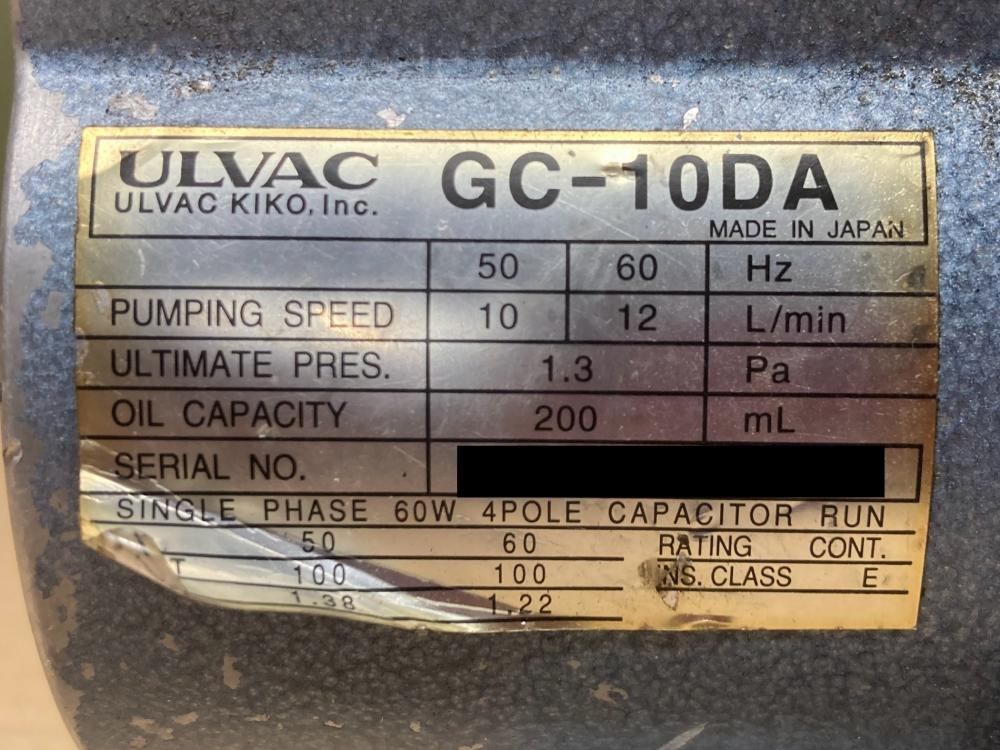 ULVAC GC-10DA
ULVAC KIKO, Inc.
MADE IN JAPAN
50 60 Hz
PUMPING SPEED 10 12 L/min
ULTIMATE PRES. 1.3 Pa
OIL CAPACITY 200 mL
SERIAL NO.
SINGLE PHASE 60W 4POLE CAPACITOR RUN
50 60 RATING CONT.
T 100 100 INS. CLASS E
1.38 1.22